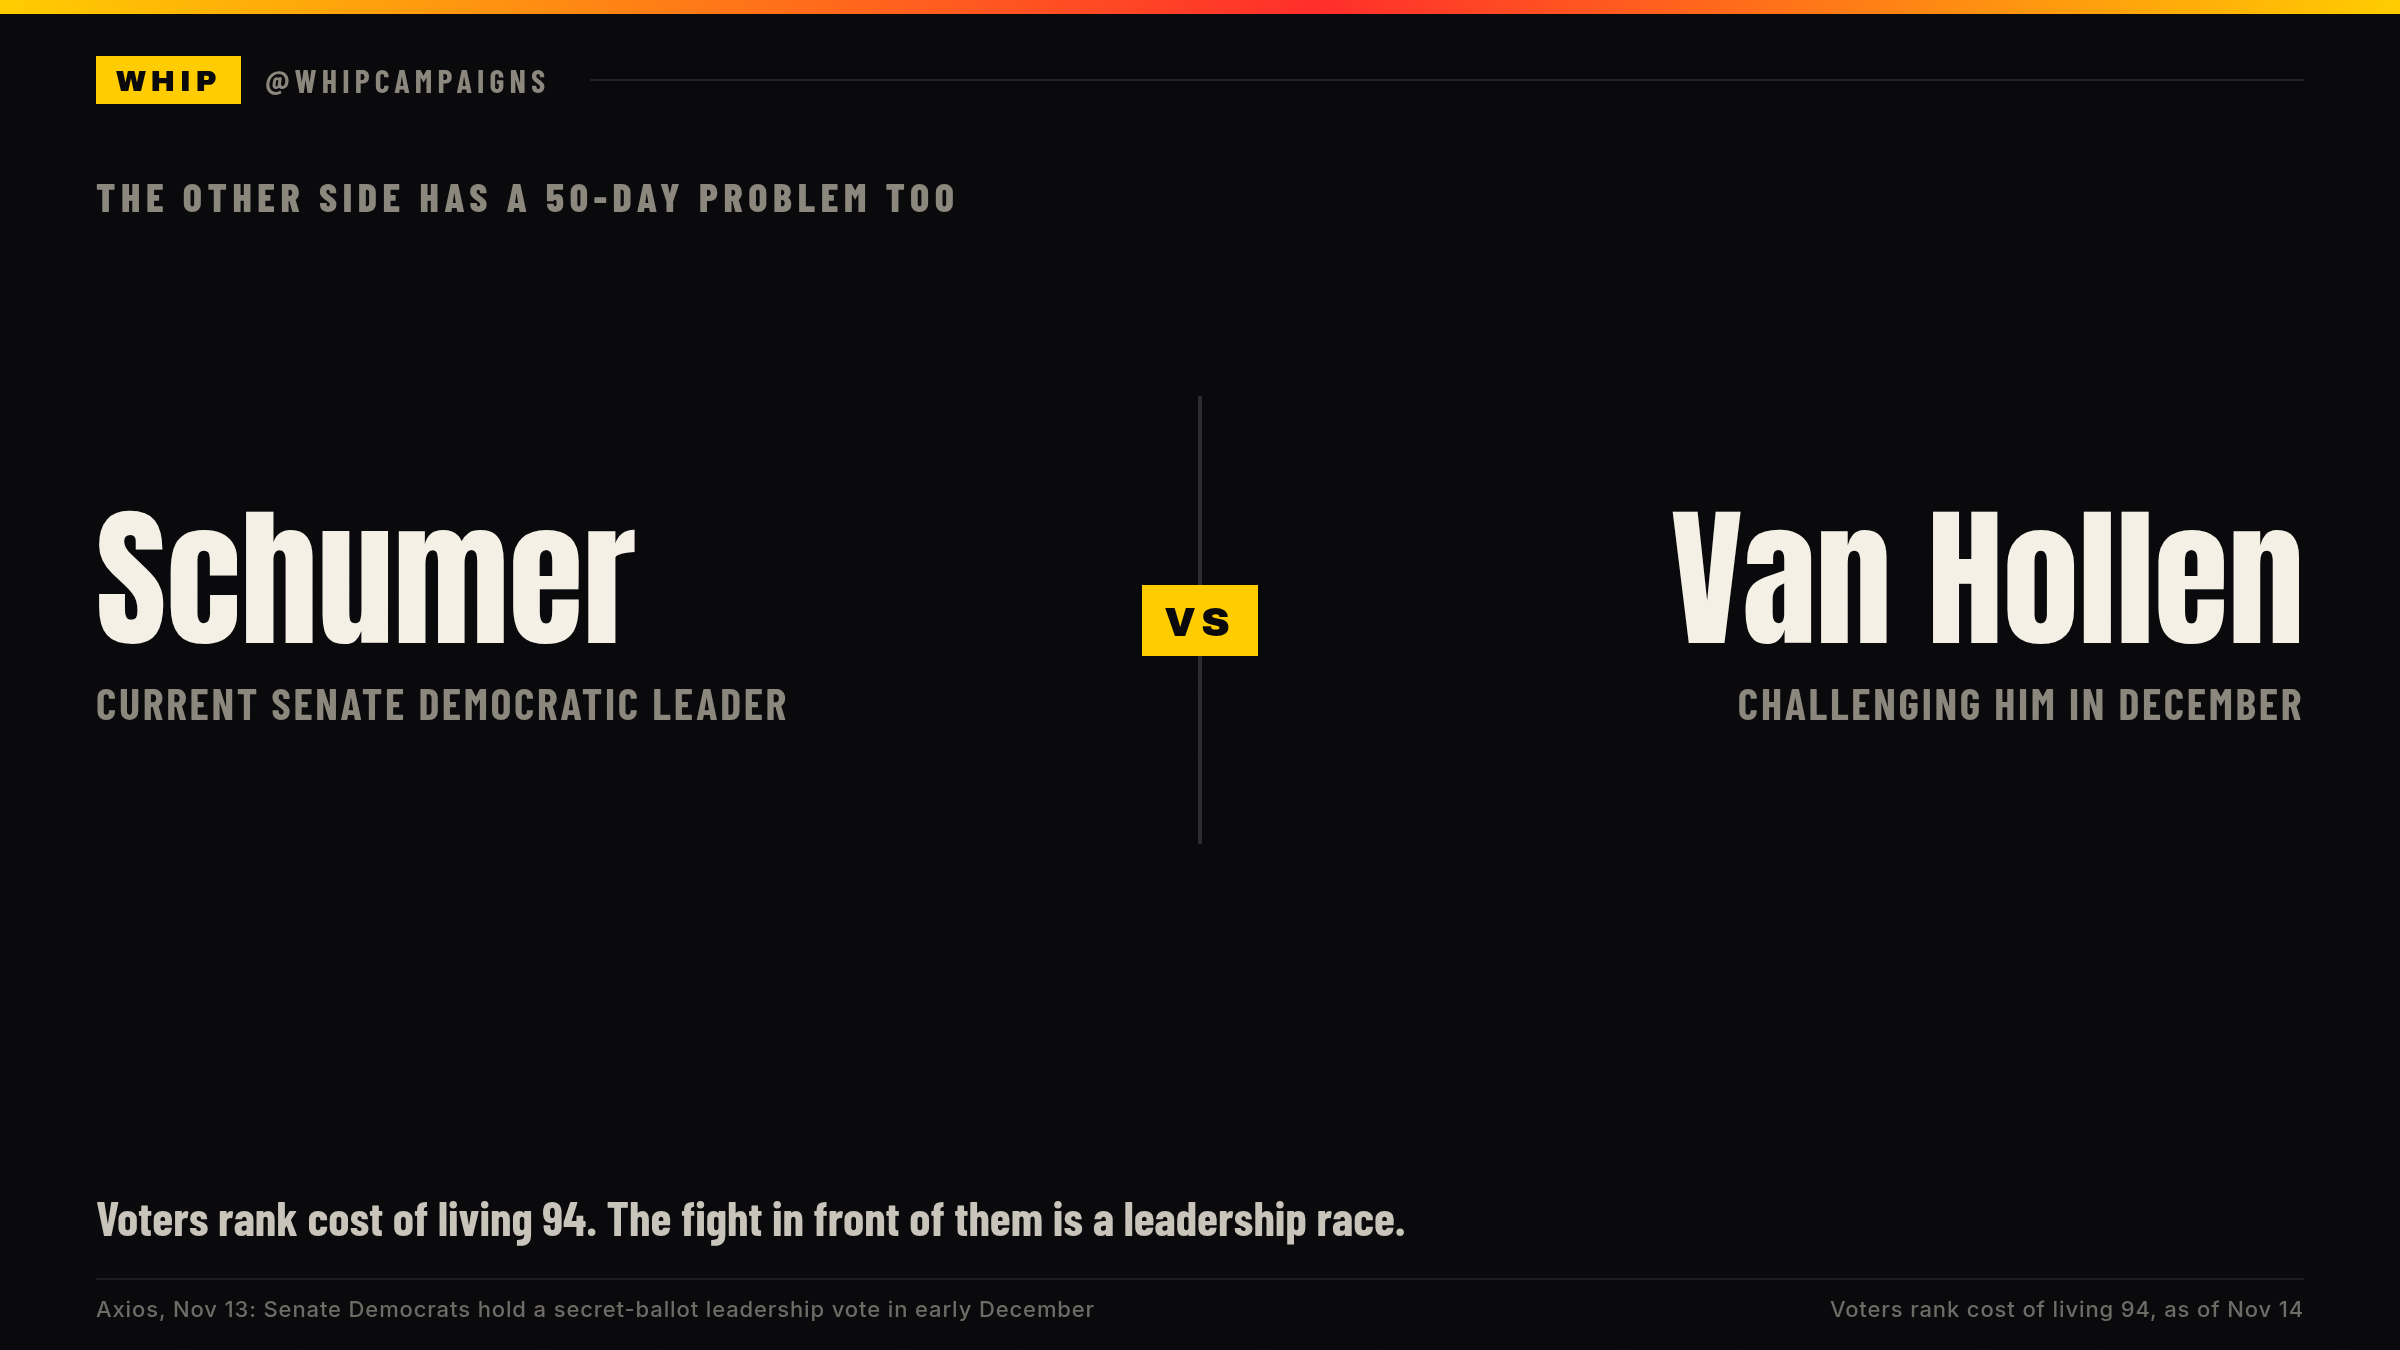 WHIP @WHIPCAMPAIGNS
THE OTHER SIDE HAS A 50-DAY PROBLEM TOO
Schumer
CURRENT SENATE DEMOCRATIC LEADER
VS
Van Hollen
CHALLENGING HIM IN DECEMBER
Voters rank cost of living 94. The fight in front of them is a leadership race.
Axios, Nov 13: Senate Democrats hold a secret-ballot leadership vote in early December
Voters rank cost of living 94, as of Nov 14